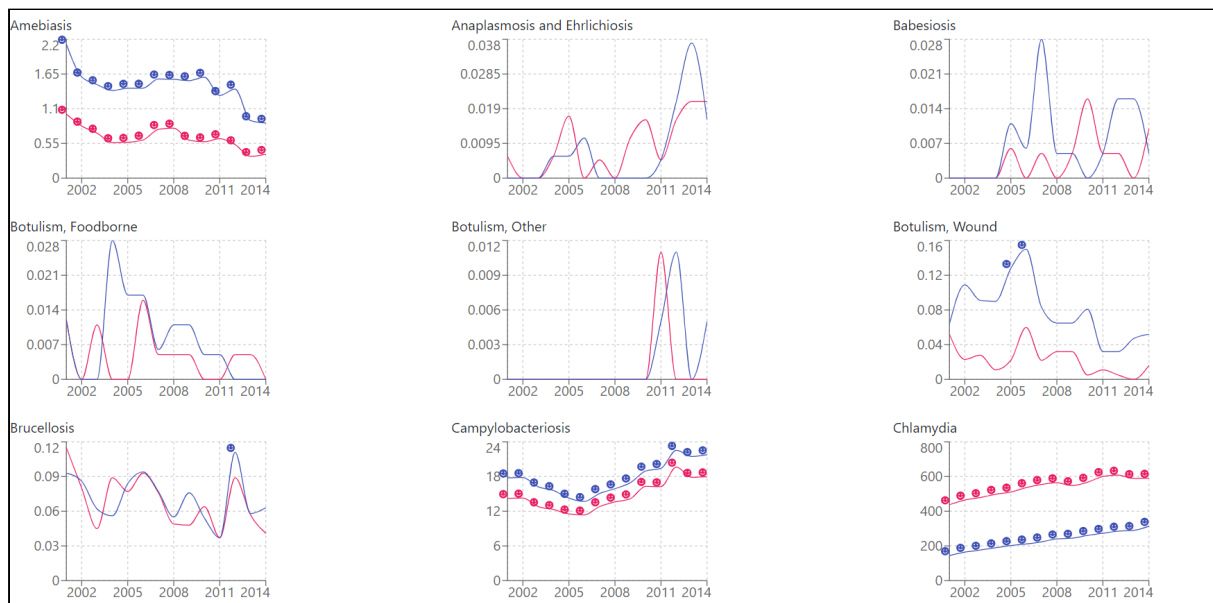 Amebiasis
2.2
1.65
1.1
0.55
0
2002 2005 2008 2011 2014
Anaplasmosis and Ehrlichiosis
0.038
0.0285
0.019
0.0095
0
2002 2005 2008 2011 2014
Babesiosis
0.028
0.021
0.014
0.007
0
2002 2005 2008 2011 2014
Botulism, Foodborne
0.028
0.021
0.014
0.007
0
2002 2005 2008 2011 2014
Botulism, Other
0.012
0.009
0.006
0.003
0
2002 2005 2008 2011 2014
Botulism, Wound
0.16
0.12
0.08
0.04
0
2002 2005 2008 2011 2014
Brucellosis
0.12
0.09
0.06
0.03
0
2002 2005 2008 2011 2014
Campylobacteriosis
24
18
12
6
0
2002 2005 2008 2011 2014
Chlamydia
800
600
400
200
0
2002 2005 2008 2011 2014